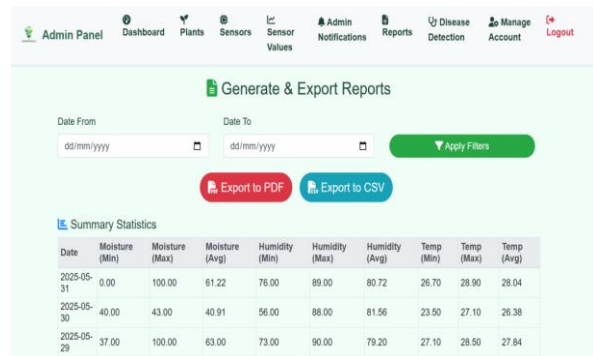 Admin Panel
Dashboard
Plants
Sensors
Sensor
Values
Admin
Notifications
Reports
Disease
Detection
Manage
Account
Logout
Generate & Export Reports
Date From
Date To
dd/mm/yyyy
dd/mm/yyyy
Apply Filters
Export to PDF
Export to CSV
Summary Statistics
Date Moisture (Min) Moisture (Max) Moisture (Avg) Humidity (Min) Humidity (Max) Humidity (Avg) Temp (Min) Temp (Max) Temp (Avg)
2025-05-31 0.00 100.00 61.22 76.00 89.00 80.72 26.70 28.90 28.04
2025-05-30 40.00 43.00 40.91 56.00 88.00 81.56 23.50 27.10 26.38
2025-05-29 37.00 100.00 63.00 73.00 90.00 79.20 27.10 28.50 27.84